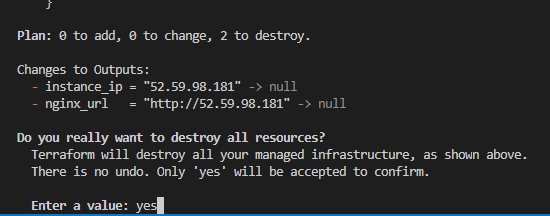 }
Plan: 0 to add, 0 to change, 2 to destroy.
Changes to Outputs:
- instance_ip = "52.59.98.181" -> null
- nginx_url   = "http://52.59.98.181" -> null
Do you really want to destroy all resources?
Terraform will destroy all your managed infrastructure, as shown above.
There is no undo. Only 'yes' will be accepted to confirm.
Enter a value: yes